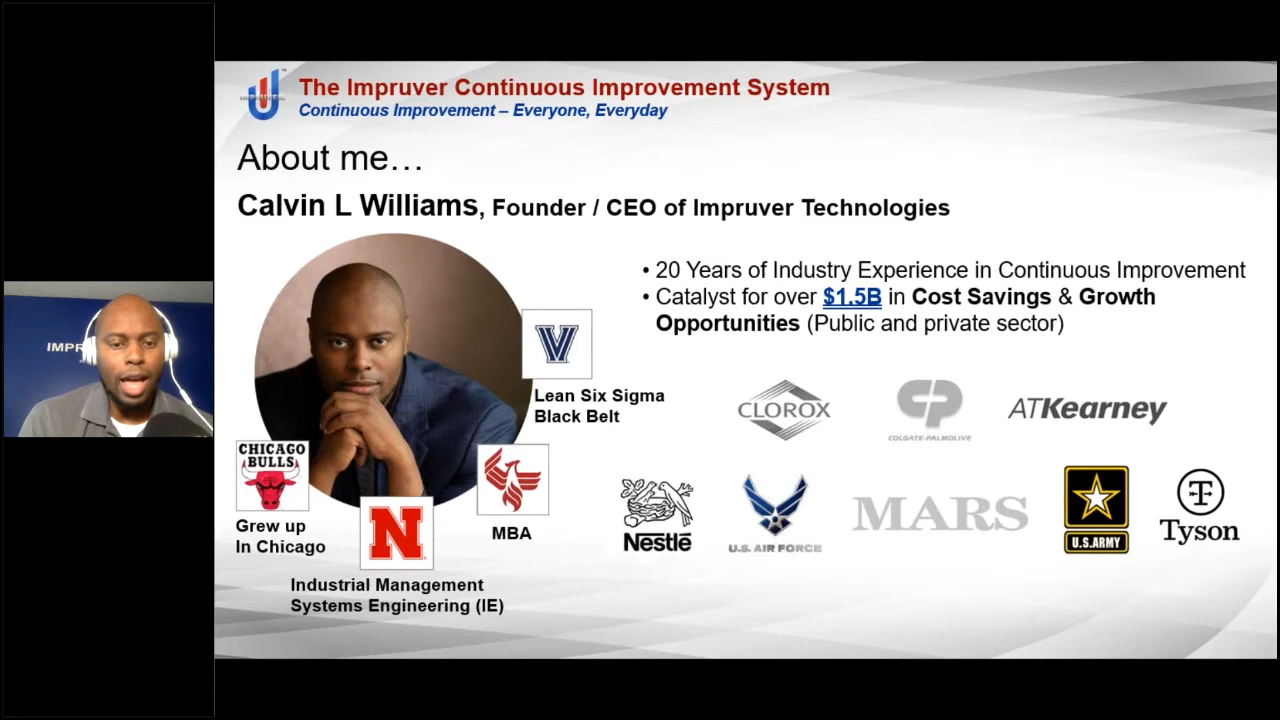 The Impruver Continuous Improvement System
Continuous Improvement – Everyone, Everyday
About me…
Calvin L Williams, Founder / CEO of Impruver Technologies
• 20 Years of Industry Experience in Continuous Improvement
• Catalyst for over $1.5B in Cost Savings & Growth
Opportunities (Public and private sector)
IMPR
V
Lean Six Sigma
Black Belt
CHICAGO
BULLS
Grew up
In Chicago
N
Industrial Management
Systems Engineering (IE)
MBA
CLOROX
CP
COLGATE-PALMOLIVE
ATKearney
Nestlé
U.S. AIR FORCE
MARS
U.S.ARMY
T
Tyson